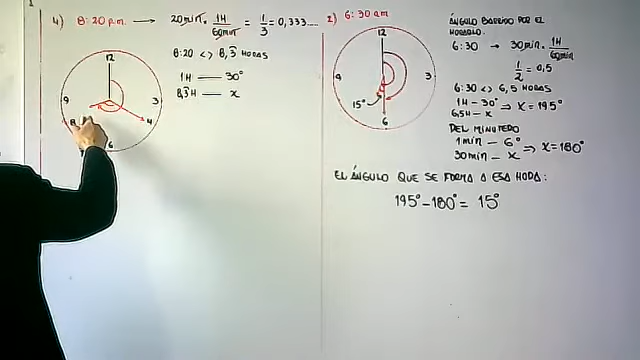 1
4) 8:20 p.m. → 20min. 1H/60min = 1/3 = 0,333....
8:20 <> 8,3̄ HORAS
1H — 30°
8,3̄H — x
12
9
3
8
4
6
2) 6:30 am
12
9
3
15°
6
ÁNGULO BARRIDO POR EL
HORARIO.
6:30 → 30min. 1H/60min
1/2 = 0,5
6:30 <> 6,5 HORAS
1H – 30° ⇒ x = 195°
6,5H – x
DEL MINUTERO
1min – 6° ⇒ x = 180°
30min – x
EL ÁNGULO QUE SE FORMA A ESA HORA:
195° – 180° = 15°